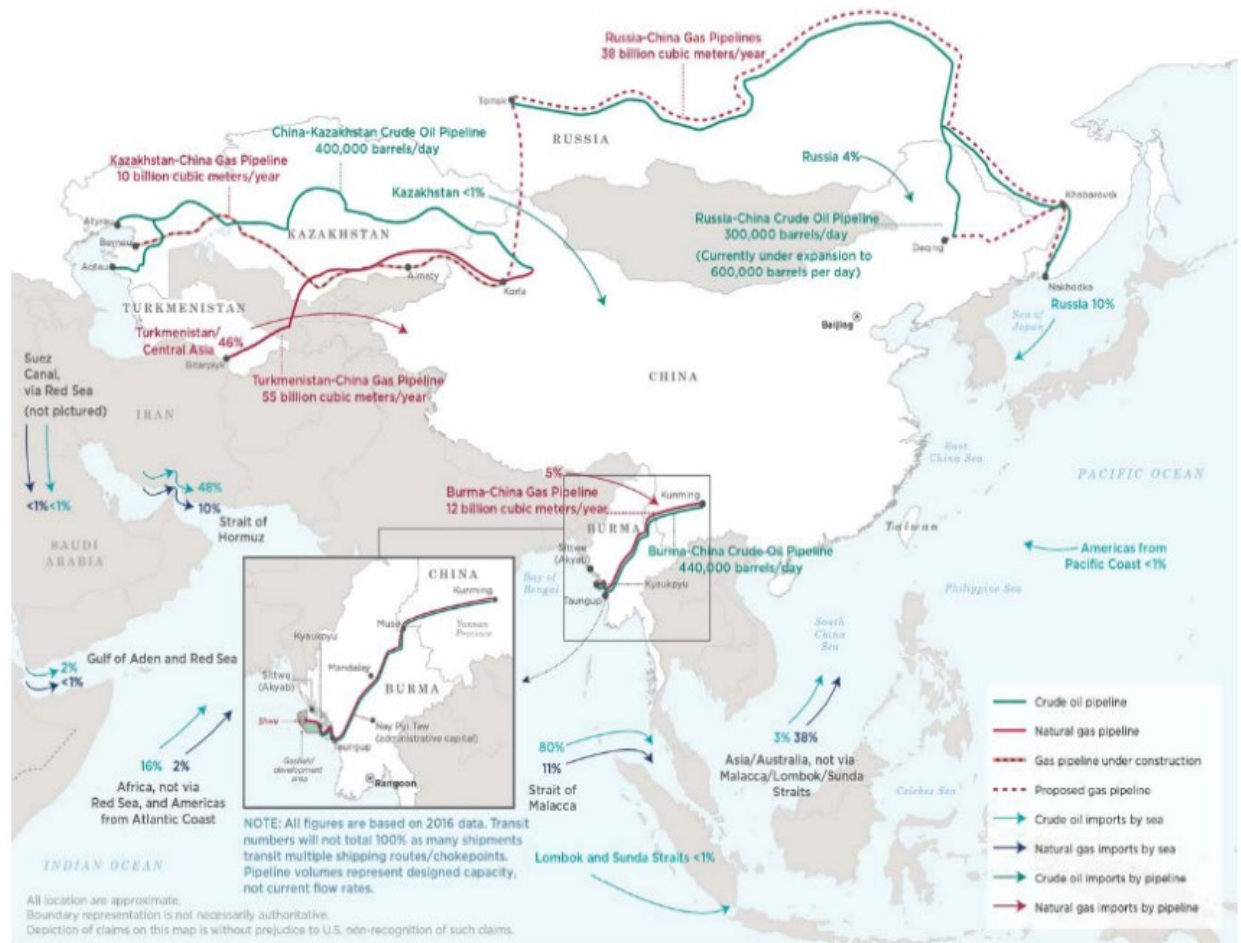 Russia-China Gas Pipelines
38 billion cubic meters/year
Tomsk
RUSSIA
China-Kazakhstan Crude Oil Pipeline
400,000 barrels/day
Kazakhstan-China Gas Pipeline
10 billion cubic meters/year
Kazakhstan <1%
Russia 4%
Khabarovsk
Russia-China Crude Oil Pipeline
300,000 barrels/day
(Currently under expansion to
600,000 barrels per day)
Daqing
Atyrau
Beyneu
Aqtau
KAZAKHSTAN
Almaty
Korla
Nakhodka
Russia 10%
Sea of
Japan
TURKMENISTAN
Turkmenistan/
Central Asia
46%
Beijing
Turkmenistan-China Gas Pipeline
55 billion cubic meters/year
CHINA
Suez
Canal,
via Red Sea
(not pictured)
IRAN
<1%
<1%
48%
10%
Strait of
Hormuz
SAUDI
ARABIA
East
China Sea
PACIFIC OCEAN
5%
Burma-China Gas Pipeline
12 billion cubic meters/year
Kunming
BURMA
Sittwe
(Akyab)
Burma-China Crude Oil Pipeline
440,000 barrels/day
Kyaukpyu
Taungup
Bay of
Bengal
Taiwan
Americas from
Pacific Coast <1%
Philippine Sea
South
China
Sea
CHINA
Kunming
Yunnan
Province
Muse
Kyaukpyu
Mandalay
Sittwe
(Akyab)
BURMA
Shwe
Nay Pyi Taw
(administrative capital)
Gasfield
development
area
Taungup
Rangoon
2%
<1%
Gulf of Aden and Red Sea
16%
2%
Africa, not via
Red Sea, and Americas
from Atlantic Coast
80%
11%
Strait of
Malacca
3% 38%
Asia/Australia, not via
Malacca/Lombok/Sunda
Straits
Celebes Sea
Lombok and Sunda Straits <1%
INDIAN OCEAN
NOTE: All figures are based on 2016 data. Transit
numbers will not total 100% as many shipments
transit multiple shipping routes/chokepoints.
Pipeline volumes represent designed capacity,
not current flow rates.
Crude oil pipeline
Natural gas pipeline
Gas pipeline under construction
Proposed gas pipeline
Crude oil imports by sea
Natural gas imports by sea
Crude oil imports by pipeline
Natural gas imports by pipeline
All location are approximate.
Boundary representation is not necessarily authoritative.
Depiction of claims on this map is without prejudice to U.S. non-recognition of such claims.